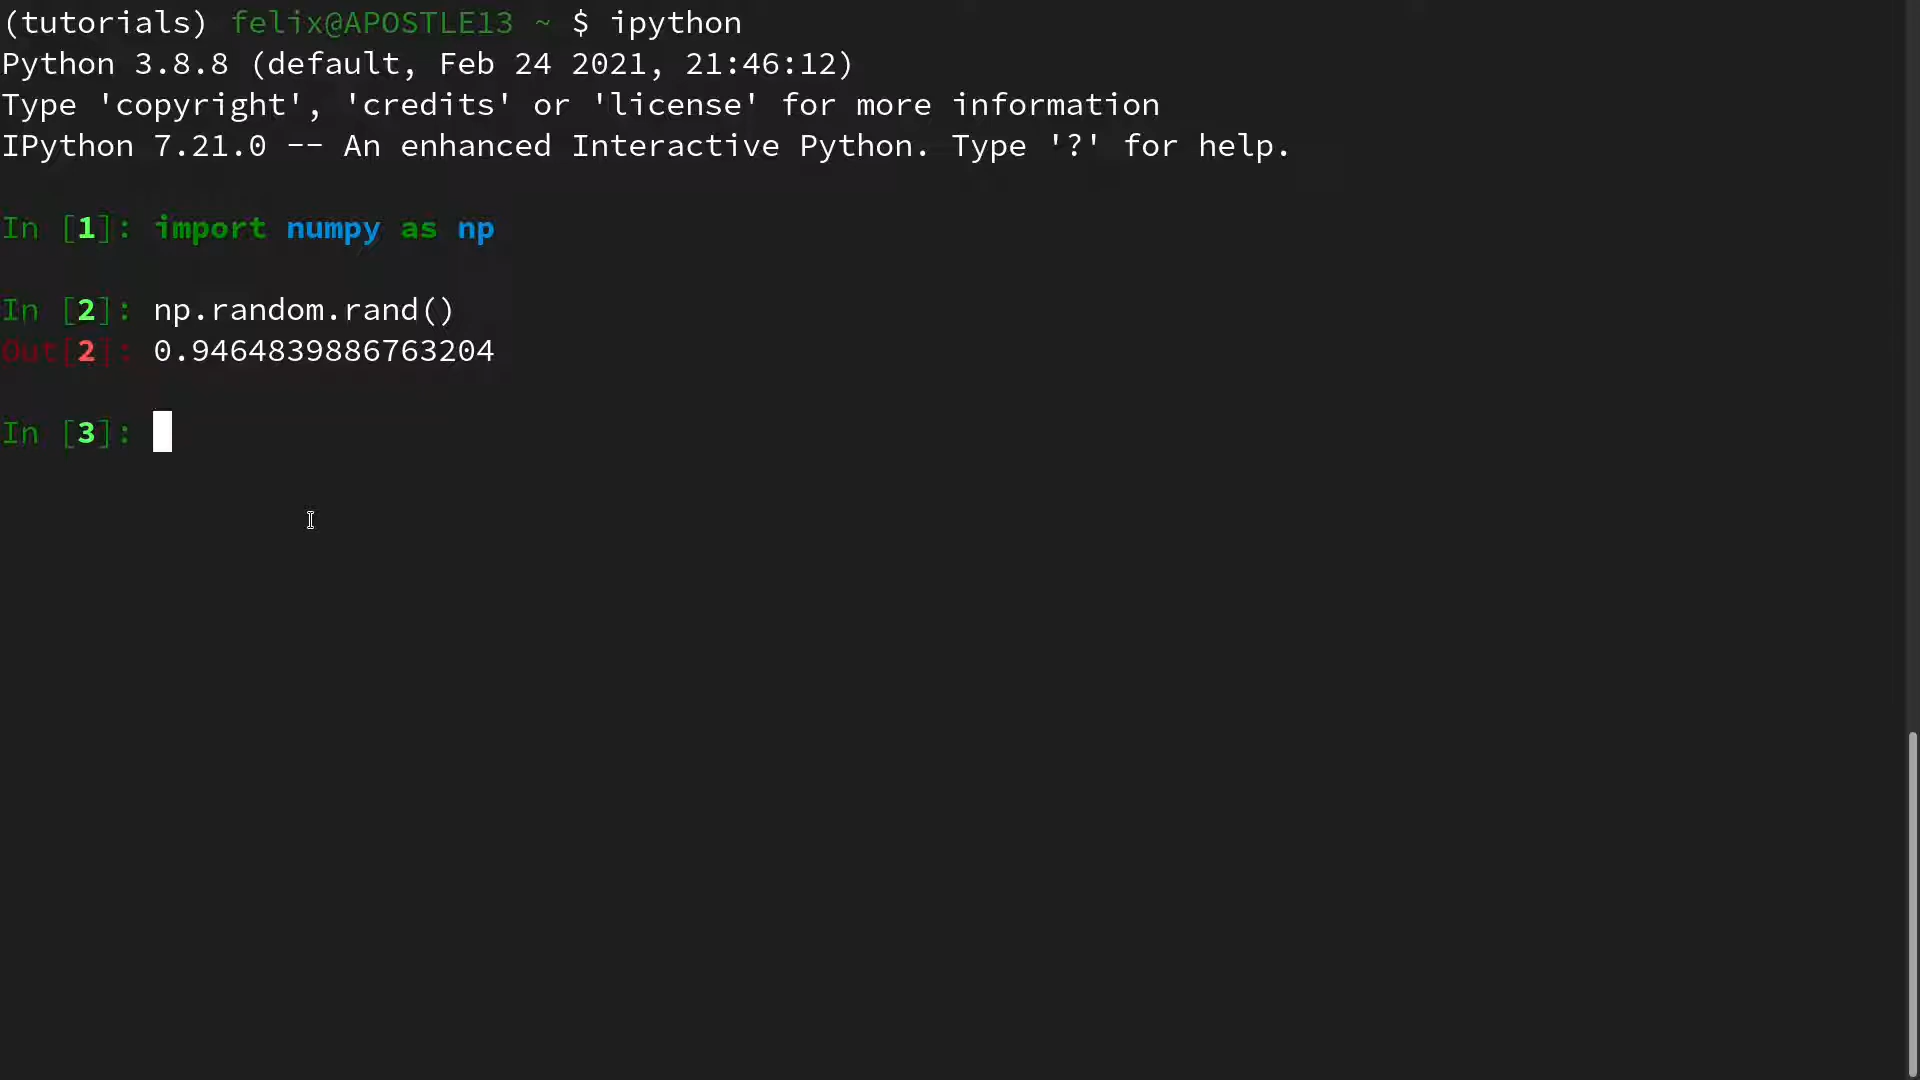 (tutorials) felix@APOSTLE13 ~ $ ipython
Python 3.8.8 (default, Feb 24 2021, 21:46:12)
Type 'copyright', 'credits' or 'license' for more information
IPython 7.21.0 -- An enhanced Interactive Python. Type '?' for help.
In [1]: import numpy as np
In [2]: np.random.rand()
Out[2]: 0.9464839886763204
In [3]: